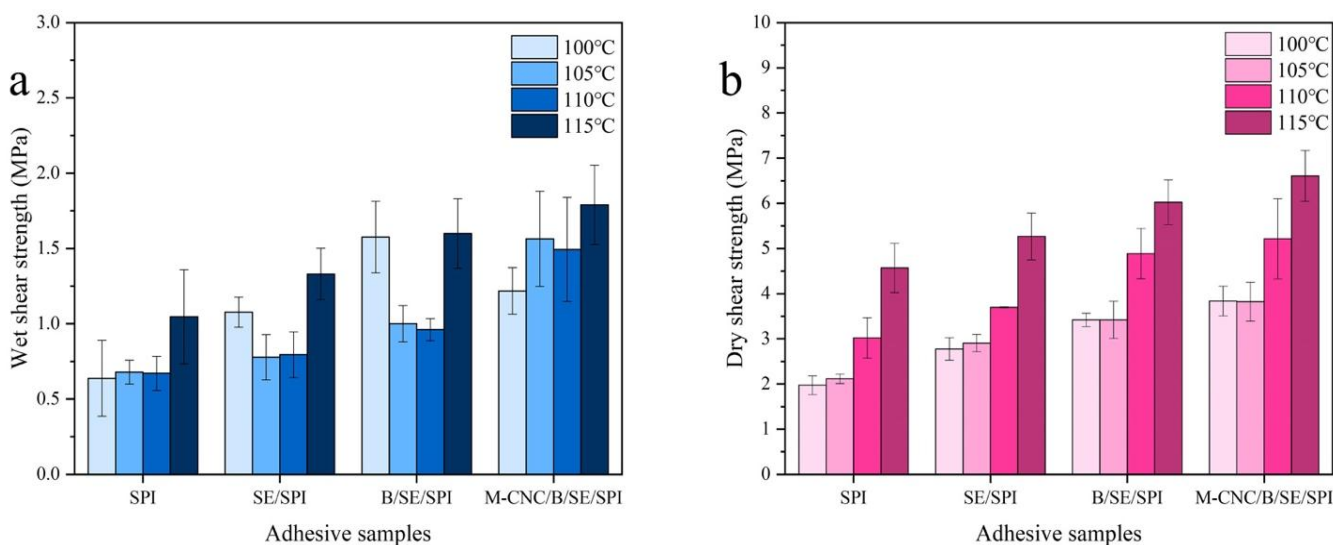 a
Wet shear strength (MPa)
3.0
2.5
2.0
1.5
1.0
0.5
0.0
100℃
105℃
110℃
115℃
SPI
SE/SPI
B/SE/SPI
M-CNC/B/SE/SPI
Adhesive samples
b
Dry shear strength (MPa)
10
9
8
7
6
5
4
3
2
1
0
100℃
105℃
110℃
115℃
SPI
SE/SPI
B/SE/SPI
M-CNC/B/SE/SPI
Adhesive samples